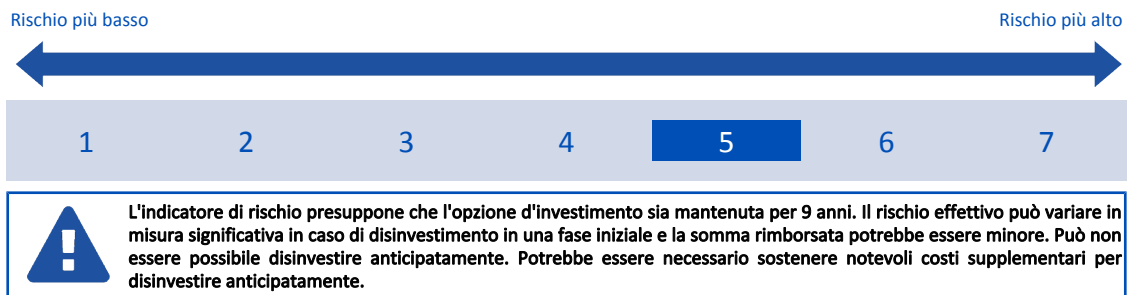 Rischio più basso Rischio più alto
1 2 3 4 5 6 7
L'indicatore di rischio presuppone che l'opzione d'investimento sia mantenuta per 9 anni. Il rischio effettivo può variare in
misura significativa in caso di disinvestimento in una fase iniziale e la somma rimborsata potrebbe essere minore. Può non
essere possibile disinvestire anticipatamente. Potrebbe essere necessario sostenere notevoli costi supplementari per
disinvestire anticipatamente.